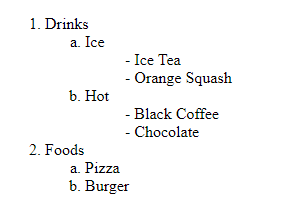 1. Drinks
a. Ice
- Ice Tea
- Orange Squash
b. Hot
- Black Coffee
- Chocolate
2. Foods
a. Pizza
b. Burger